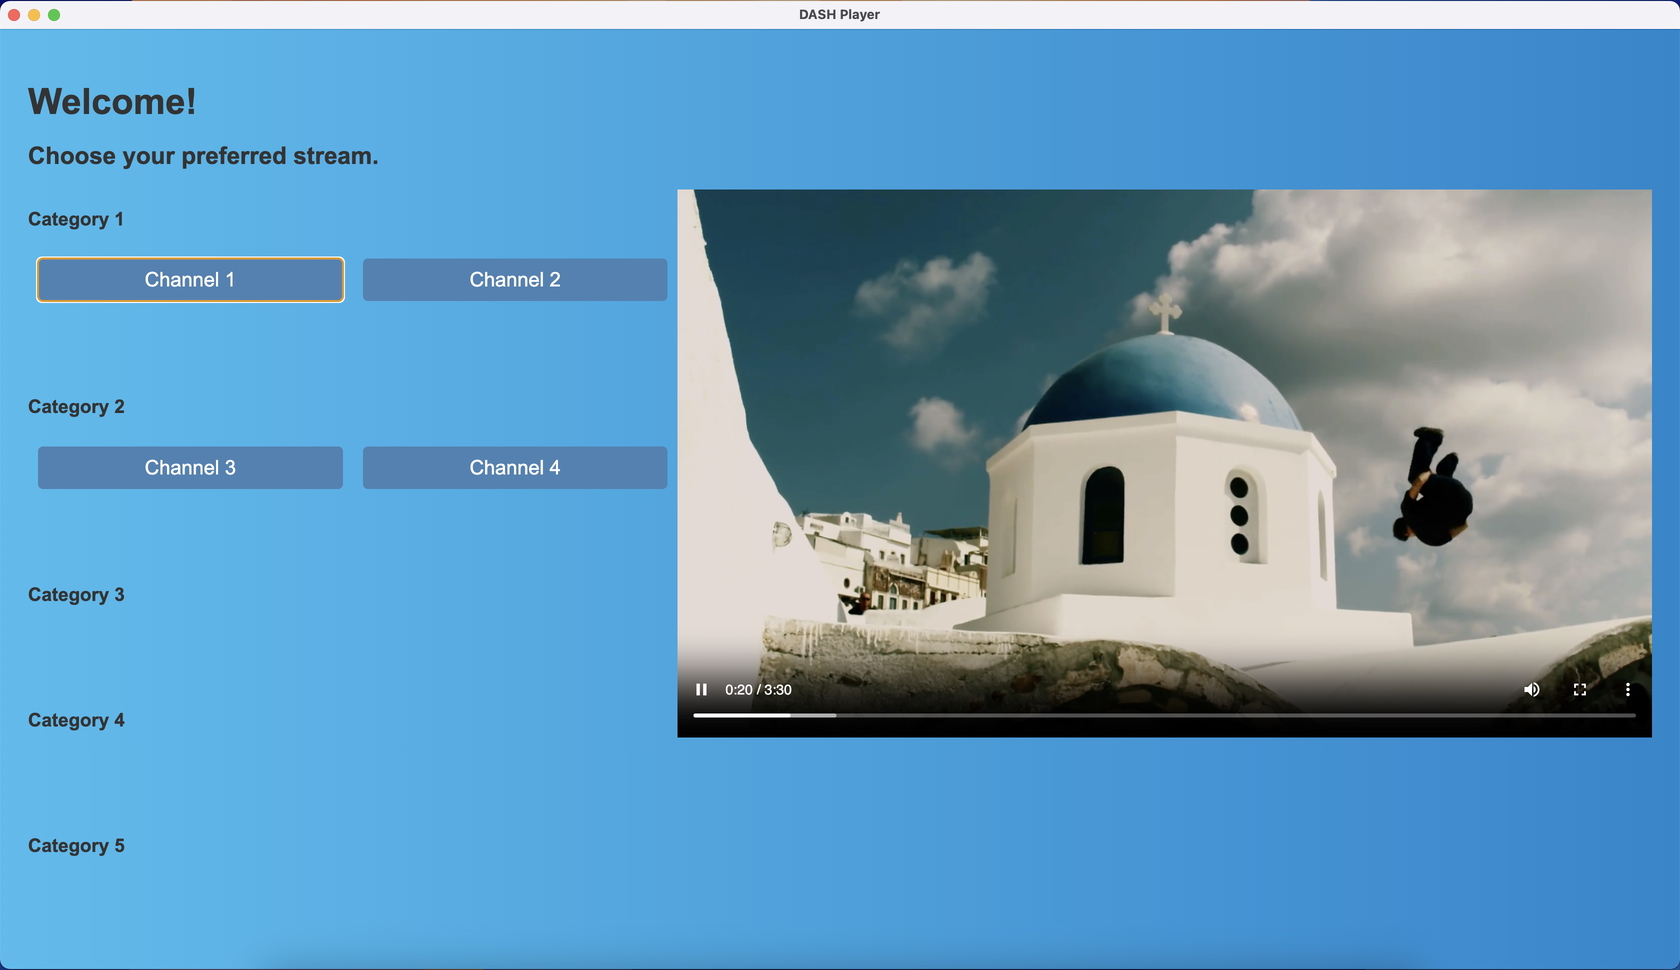 DASH Player
Welcome!
Choose your preferred stream.
Category 1
Channel 1
Channel 2
Category 2
Channel 3
Channel 4
Category 3
Category 4
Category 5
0:20 / 3:30